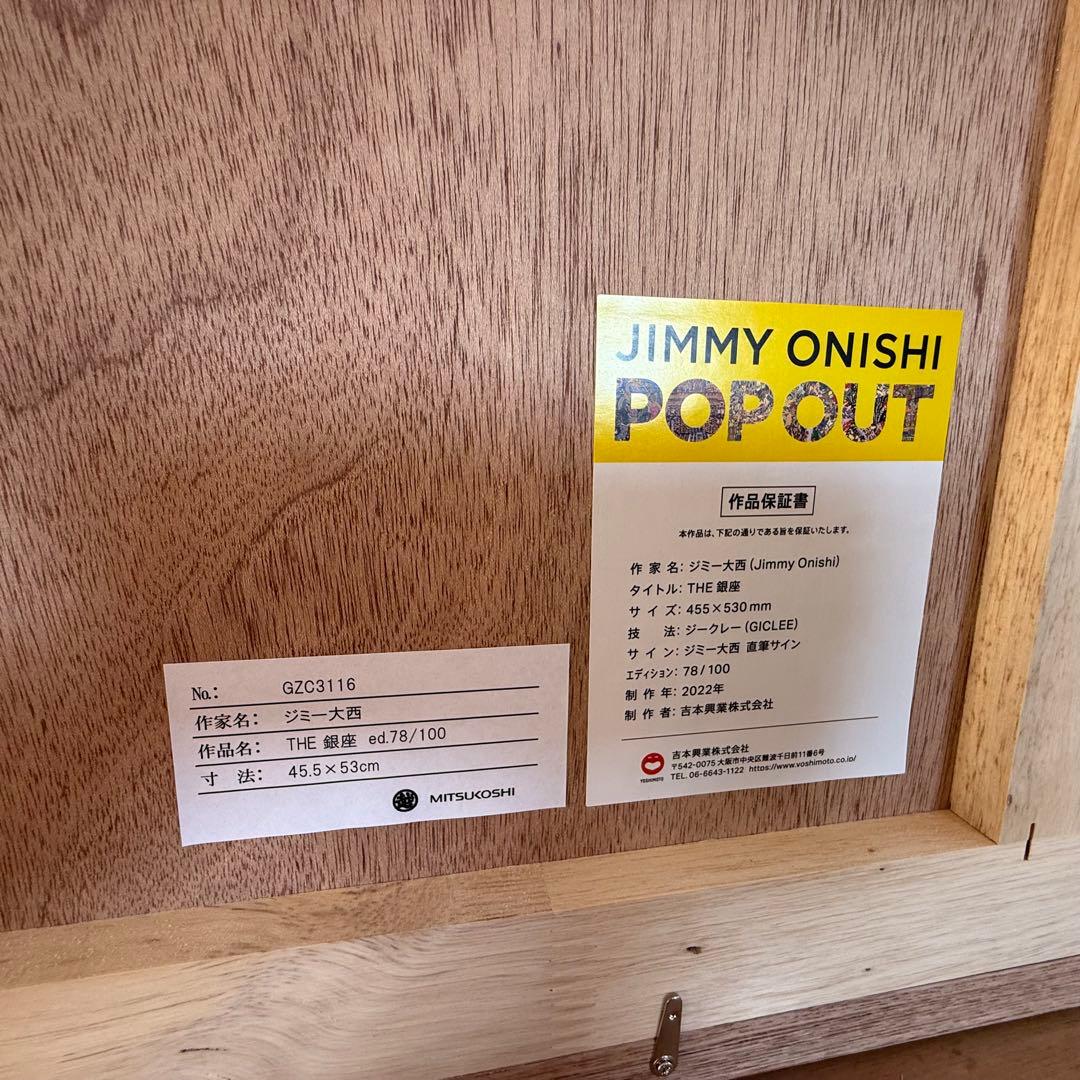 JIMMY ONISHI
POP OUT
作品保証書
本作品は、下記の通りである旨を保証いたします。
作 家 名: ジミー大西 (Jimmy Onishi)
タイトル: THE 銀座
サ イ ズ: 455×530mm
技 法: ジークレー (GICLEE)
サ イ ン: ジミー大西 直筆サイン
エディション: 78/100
制 作 年: 2022年
制 作 者: 吉本興業株式会社
YOSHIMOTO
吉本興業株式会社
〒542-0075 大阪市中央区難波千日前11番6号
TEL. 06-6643-1122 https://www.yoshimoto.co.jp/
No.: GZC3116
作家名: ジミー大西
作品名: THE 銀座 ed.78/100
寸 法: 45.5×53cm
越 MITSUKOSHI